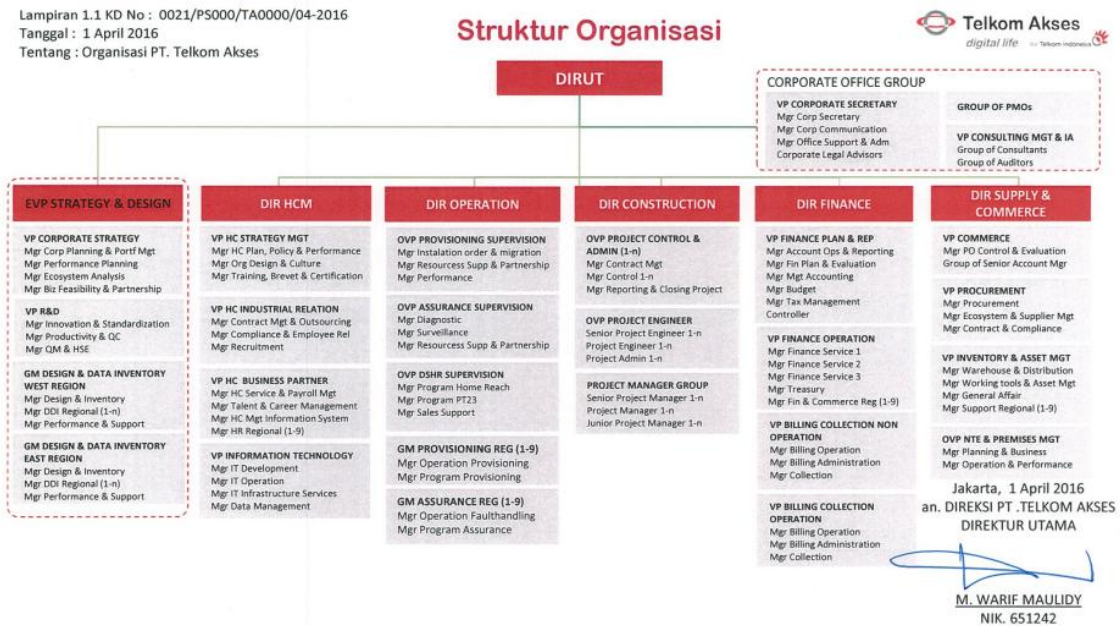 Lampiran 1.1 KD No : 0021/PS000/TA0000/04-2016
Tanggal : 1 April 2016
Tentang : Organisasi PT. Telkom Akses
Struktur Organisasi
Telkom Akses
digital life
by Telkom Indonesia
DIRUT
CORPORATE OFFICE GROUP
VP CORPORATE SECRETARY
Mgr Corp Secretary
Mgr Corp Communication
Mgr Office Support & Adm
Corporate Legal Advisors
GROUP OF PMOs
VP CONSULTING MGT & IA
Group of Consultants
Group of Auditors
EVP STRATEGY & DESIGN
VP CORPORATE STRATEGY
Mgr Corp Planning & Portf Mgt
Mgr Performance Planning
Mgr Ecosystem Analysis
Mgr Biz Feasibility & Partnership
VP R&D
Mgr Innovation & Standardization
Mgr Productivity & QC
Mgr QM & HSE
GM DESIGN & DATA INVENTORY
WEST REGION
Mgr Design & Inventory
Mgr DDI Regional (1-n)
Mgr Performance & Support
GM DESIGN & DATA INVENTORY
EAST REGION
Mgr Design & Inventory
Mgr DDI Regional (1-n)
Mgr Performance & Support
DIR HCM
VP HC STRATEGY MGT
Mgr HC Plan, Policy & Performance
Mgr Org Design & Culture
Mgr Training, Brevet & Certification
VP HC INDUSTRIAL RELATION
Mgr Contract Mgt & Outsourcing
Mgr Compliance & Employee Rel
Mgr Recruitment
VP HC BUSINESS PARTNER
Mgr HC Service & Payroll Mgt
Mgr Talent & Career Management
Mgr HC Mgt Information System
Mgr HR Regional (1-9)
VP INFORMATION TECHNOLOGY
Mgr IT Development
Mgr IT Operation
Mgr IT Infrastructure Services
Mgr Data Management
DIR OPERATION
OVP PROVISIONING SUPERVISION
Mgr Instalation order & migration
Mgr Resourcess Supp & Partnership
Mgr Performance
OVP ASSURANCE SUPERVISION
Mgr Diagnostic
Mgr Surveillance
Mgr Resourcess Supp & Partnership
OVP DSHR SUPERVISION
Mgr Program Home Reach
Mgr Program PT23
Mgr Sales Support
GM PROVISIONING REG (1-9)
Mgr Operation Provisioning
Mgr Program Provisioning
GM ASSURANCE REG (1-9)
Mgr Operation Faulthandling
Mgr Program Assurance
DIR CONSTRUCTION
OVP PROJECT CONTROL &
ADMIN (1-n)
Mgr Contract Mgt
Mgr Control 1-n
Mgr Reporting & Closing Project
OVP PROJECT ENGINEER
Senior Project Engineer 1-n
Project Engineer 1-n
Project Admin 1-n
PROJECT MANAGER GROUP
Senior Project Manager 1-n
Project Manager 1-n
Junior Project Manager 1-n
DIR FINANCE
VP FINANCE PLAN & REP
Mgr Account Ops & Reporting
Mgr Fin Plan & Evaluation
Mgr Mgt Accounting
Mgr Budget
Mgr Tax Management
Controller
VP FINANCE OPERATION
Mgr Finance Service 1
Mgr Finance Service 2
Mgr Finance Service 3
Mgr Treasury
Mgr Fin & Commerce Reg (1-9)
VP BILLING COLLECTION NON
OPERATION
Mgr Billing Operation
Mgr Billing Administration
Mgr Collection
VP BILLING COLLECTION
OPERATION
Mgr Billing Operation
Mgr Billing Administration
Mgr Collection
DIR SUPPLY &
COMMERCE
VP COMMERCE
Mgr PO Control & Evaluation
Group of Senior Account Mgr
VP PROCUREMENT
Mgr Procurement
Mgr Ecosystem & Supplier Mgt
Mgr Contract & Compliance
VP INVENTORY & ASSET MGT
Mgr Warehouse & Distribution
Mgr Working tools & Asset Mgt
Mgr General Affair
Mgr Support Regional (1-9)
OVP NTE & PREMISES MGT
Mgr Planning & Business
Mgr Operation & Performance
Jakarta, 1 April 2016
an. DIREKSI PT .TELKOM AKSES
DIREKTUR UTAMA
M. WARIF MAULIDY
NIK. 651242